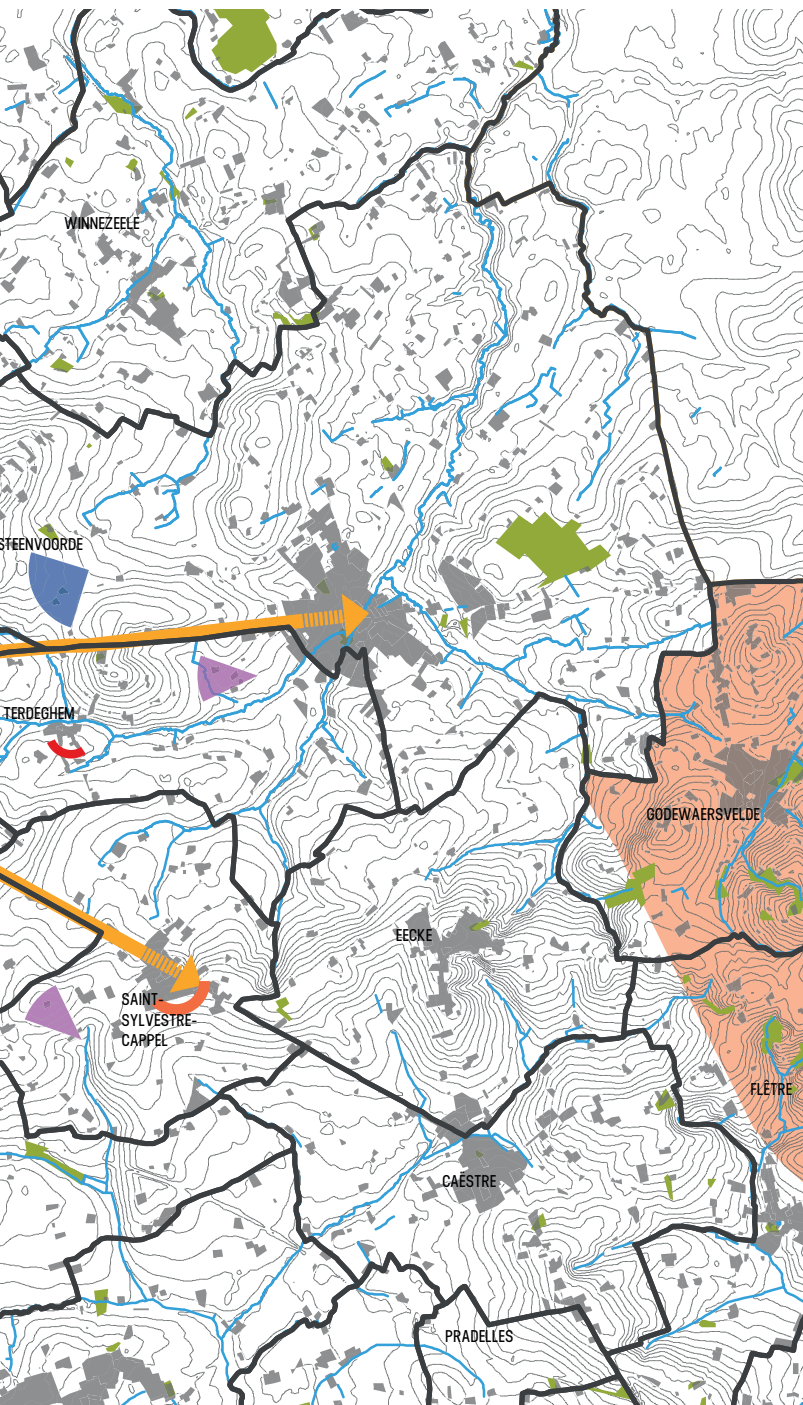 WINNEZEELE
STEENVOORDE
TERDEGHEM
GODEWAERSVELDE
EECKE
SAINT-
SYLVESTRE-
CAPPEL
FLÊTRE
CAËSTRE
PRADELLES